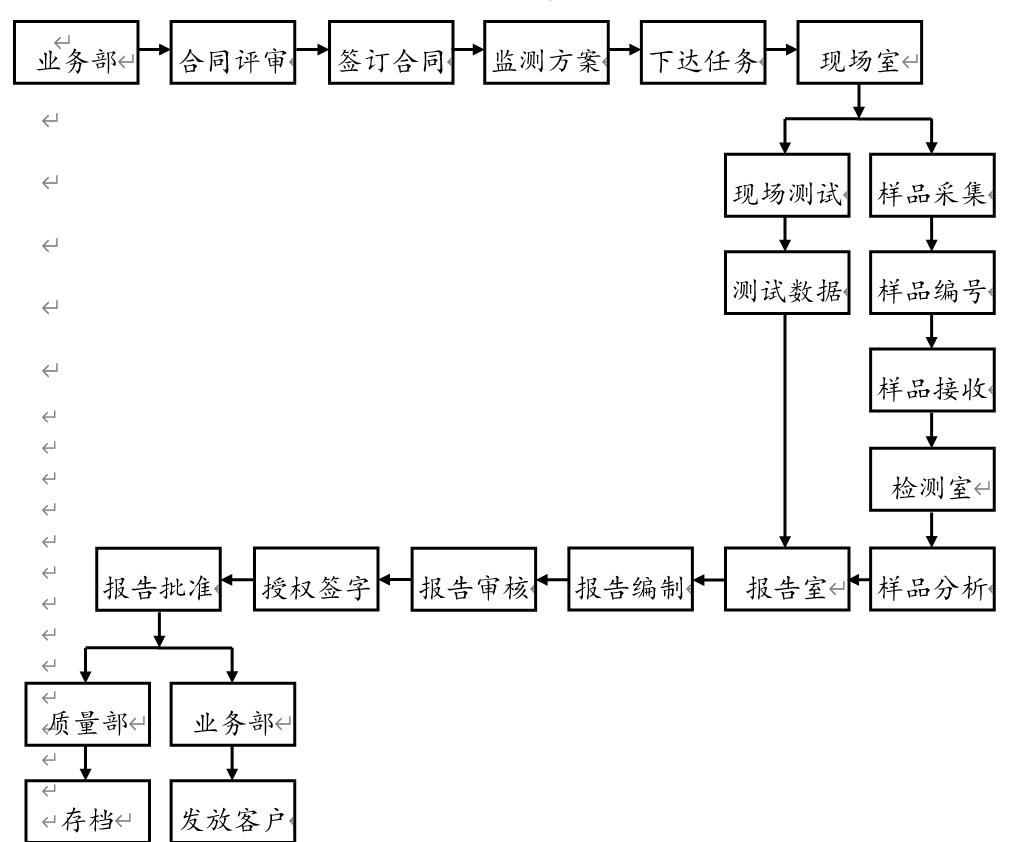 业务部 合同评审 签订合同 监测方案 下达任务 现场室
现场测试 样品采集
测试数据 样品编号
样品接收
检测室
报告批准 授权签字 报告审核 报告编制 报告室 样品分析
质量部 业务部
存档 发放客户